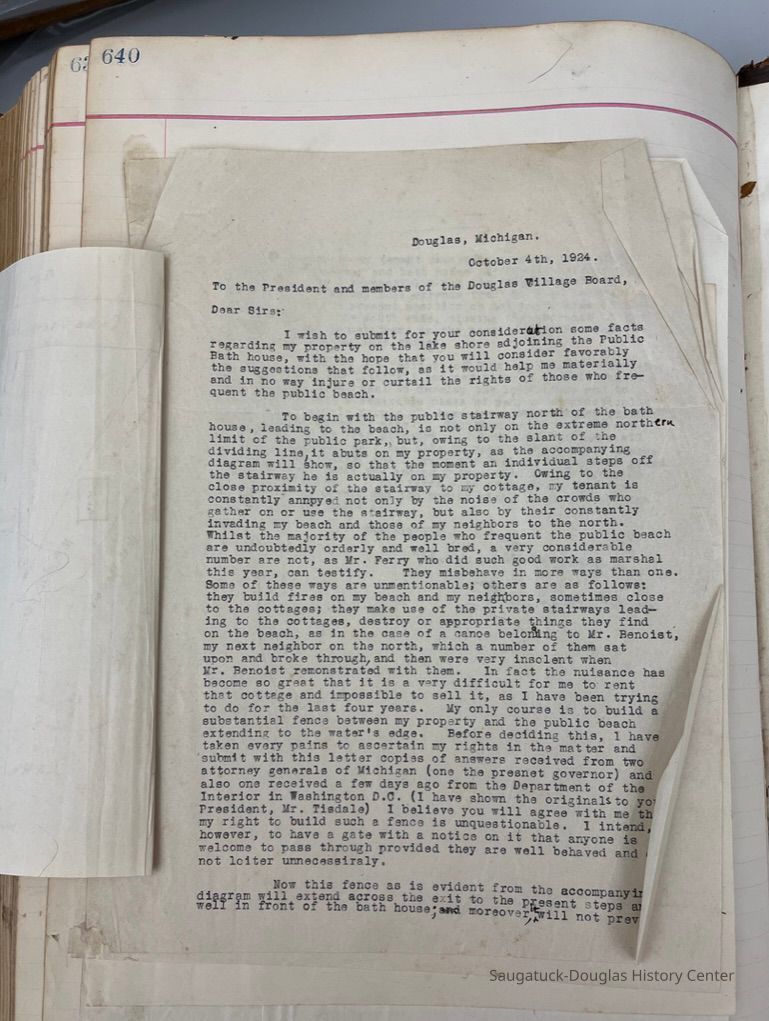 640
Douglas, Michigan.
October 4th, 1924.
To the President and members of the Douglas Village Board,
Dear Sirs:
I wish to submit for your consideration some facts
regarding my property on the lake shore adjoining the Public
Bath house, with the hope that you will consider favorably
the suggestions that follow, as it would help me materially
and in no way injure or curtail the rights of those who fre-
quent the public beach.
To begin with the public stairway north of the bath
house, leading to the beach, is not only on the extreme northern
limit of the public park, but, owing to the slant of the
dividing line, it abuts on my property, as the accompanying
diagram will show, so that the moment an individual steps off
the stairway he is actually on my property. Owing to the
close proximity of the stairway to my cottage, my tenant is
constantly annpyed not only by the noise of the crowds who
gather on or use the stairway, but also by their constantly
invading my beach and those of my neighbors to the north.
Whilst the majority of the people who frequent the public beach
are undoubtedly orderly and well bred, a very considerable
number are not, as Mr. Ferry who did such good work as marshal
this year, can testify. They misbehave in more ways than one.
Some of these ways are unmentionable; others are as follows:
they build fires on my beach and my neighbors, sometimes close
to the cottages; they make use of the private stairways lead-
ing to the cottages, destroy or appropriate things they find
on the beach, as in the case of a canoe belonging to Mr. Benoist,
my next neighbor on the north, which a number of them sat
upon and broke through, and then were very insolent when
Mr. Benoist remonstrated with them. In fact the nuisance has
become so great that it is a very difficult for me to rent
that cottage and impossible to sell it, as I have been trying
to do for the last four years. My only course is to build a
substantial fence between my property and the public beach
extending to the water's edge. Before deciding this, I have
taken every pains to ascertain my rights in the matter and
submit with this letter copies of answers received from two
attorney generals of Michigan (one the presnet governor) and
also one received a few days ago from the Department of the
Interior in Washington D.C. (I have shown the originals to
President, Mr. Tisdale) I believe you will agree with me
my right to build such a fence is unquestionable. I intend,
however, to have a gate with a notice on it that anyone is
welcome to pass through provided they are well behaved and
not loiter unnecessiraly.
Now this fence as is evident from the
diagram will extend across the exit to the present steps
well in front of the bath house; and moreover, it will not
Saugatuck-Douglas History Center